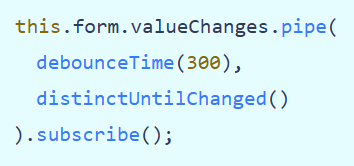 this.form.valueChanges.pipe(
  debounceTime(300),
  distinctUntilChanged()
).subscribe();